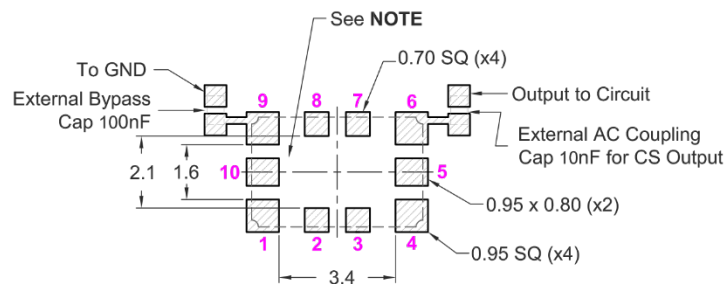 See NOTE
0.70 SQ (x4)
To GND
External Bypass
Cap 100nF
9
8
7
6
Output to Circuit
External AC Coupling
Cap 10nF for CS Output
2.1
1.6
10
5
0.95 x 0.80 (x2)
1
2
3
4
0.95 SQ (x4)
3.4